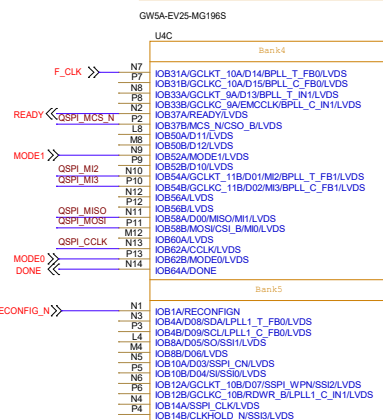 GW5A-EV25-MG196S
U4C
Bank4
F_CLK N7 IOB31A/GCLKT_10A/D14/BPLL_T_FB0/LVDS
P7 IOB31B/GCLKC_10A/D15/BPLL_C_FB0/LVDS
N8 IOB33A/GCLKT_9A/D13/BPLL_T_IN1/LVDS
P8 IOB33B/GCLKC_9A/EMCCLK/BPLL_C_IN1/LVDS
READY N2 IOB37A/READY/LVDS
QSPI_MCS_N P2 IOB37B/MCS_N/CSO_B/LVDS
L8 IOB50A/D11/LVDS
M8 IOB50B/D12/LVDS
MODE1 N9 IOB52A/MODE1/LVDS
P9 IOB52B/D10/LVDS
QSPI_MI2 N10 IOB54A/GCLKT_11B/D01/MI2/BPLL_T_FB1/LVDS
QSPI_MI3 P10 IOB54B/GCLKC_11B/D02/MI3/BPLL_C_FB1/LVDS
N12 IOB56A/LVDS
P12 IOB56B/LVDS
QSPI_MISO N11 IOB58A/D00/MISO/MI1/LVDS
QSPI_MOSI P11 IOB58B/MOSI/CSI_B/MI0/LVDS
M12 IOB60A/LVDS
QSPI_CCLK N13 IOB62A/CCLK/LVDS
MODE0 P13 IOB62B/MODE0/LVDS
DONE N14 IOB64A/DONE
Bank5
ECONFIG_N N1 IOB1A/RECONFIGN
N3 IOB4A/D08/SDA/LPLL1_T_FB0/LVDS
P3 IOB4B/D09/SCL/LPLL1_C_FB0/LVDS
L4 IOB8A/D05/SO/SSI1/LVDS
M4 IOB8B/D06/LVDS
N5 IOB10A/D03/SSPI_CN/LVDS
P5 IOB10B/D04/SI/SSI0/LVDS
N6 IOB12A/GCLKT_10B/D07/SSPI_WPN/SSI2/LVDS
P6 IOB12B/GCLKC_10B/RDWR_B/LPLL1_C_IN1/LVDS
N4 IOB14A/SSPI_CLK/LVDS
P4 IOB14B/CLKHOLD_N/SSI3/LVDS